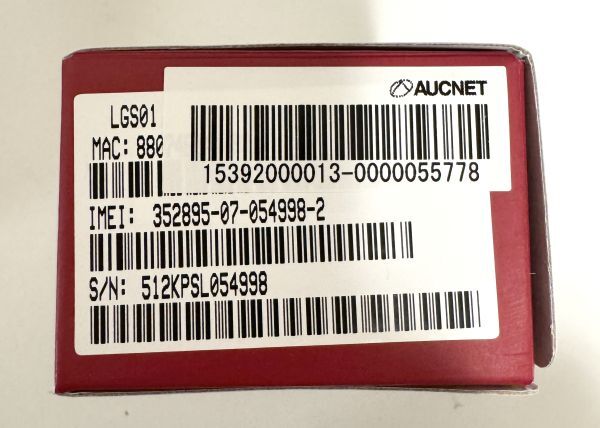 AUCNET
15392000013-0000055778
LGS01
MAC: 880
IMEI: 352895-07-054998-2
S/N: 512KPSL054998